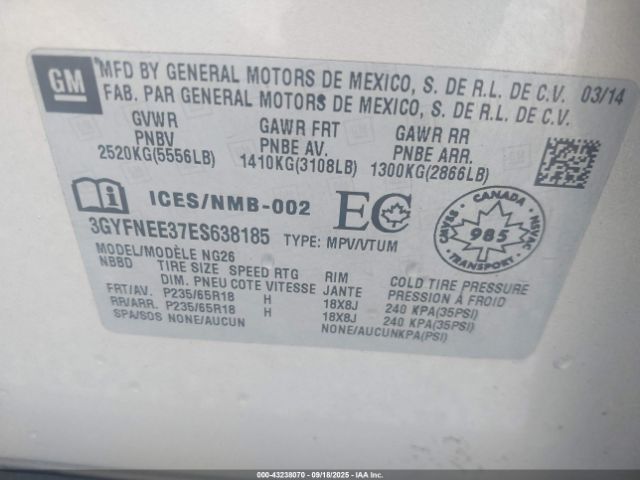 GM
MFD BY GENERAL MOTORS DE MEXICO, S. DE R.L. DE C.V. 03/14
FAB. PAR GENERAL MOTORS DE MEXICO, S. DE R.L. DE C.V.
GVWR GAWR FRT GAWR RR
PNBV PNBE AV. PNBE ARR.
2520KG(5556LB) 1410KG(3108LB) 1300KG(2866LB)
i ICES/NMB-002 EC
CANADA
CMVSS 985 NSVAC
TRANSPORT
3GYFNEE37ES638185 TYPE: MPV/VTUM
MODEL/MODÈLE NG26
NBBD TIRE SIZE SPEED RTG RIM COLD TIRE PRESSURE
DIM. PNEU COTE VITESSE JANTE PRESSION À FROID
FRT/AV. P235/65R18 H 18X8J 240 KPA(35PSI)
RR/ARR. P235/65R18 H 18X8J 240 KPA(35PSI)
SPA/SOS NONE/AUCUN NONE/AUCUNKPA(PSI)
000-43238070 - 09/18/2025 - IAA Inc.